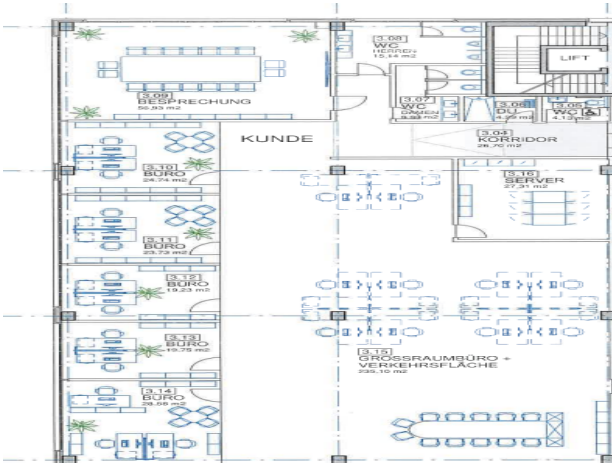 3.08
WC
HERREN
15,14 m2
LIFT
3.09
BESPRECHUNG
50,93 m2
3.07
WC
DAMEN
3.06
DU
3.05
WC
4,13 m2
KUNDE
3.04
KORRIDOR
26,70 m2
3.10
BÜRO
24,74 m2
3.16
SERVER
27,31 m2
3.11
BÜRO
23,73 m2
3.12
BÜRO
19,23 m2
3.13
BÜRO
19,75 m2
3.15
GROSSRAUMBÜRO +
VERKEHRSFLÄCHE
235,10 m2
3.14
BÜRO
28,56 m2